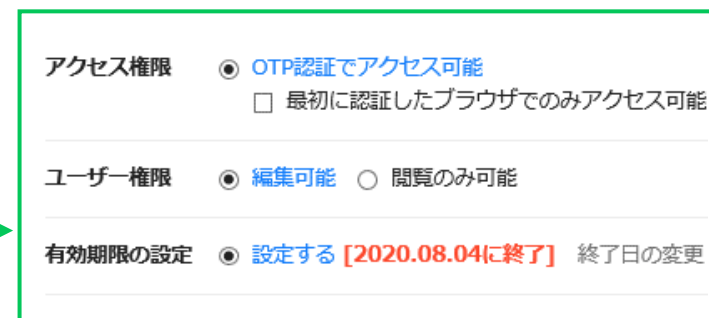 アクセス権限 OTP認証でアクセス可能
最初に認証したブラウザでのみアクセス可能
ユーザー権限 編集可能 閲覧のみ可能
有効期限の設定 設定する [2020.08.04に終了] 終了日の変更